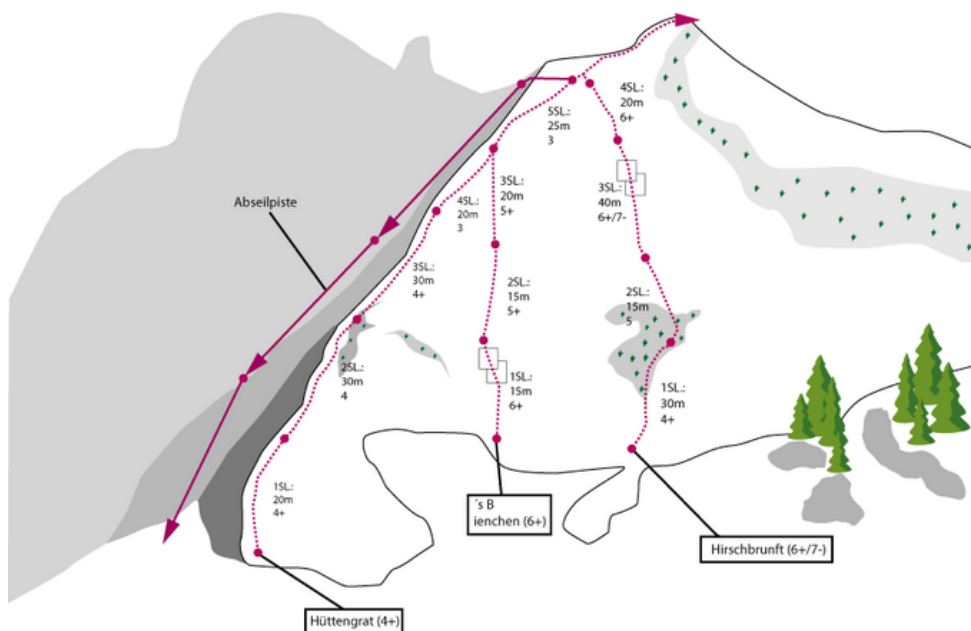 4SL.:
20m
6+
5SL.:
25m
3
3SL.:
20m
5+
3SL.:
40m
6+/7-
Abseilpiste
4SL.:
20m
3
3SL.:
30m
4+
2SL.:
15m
5+
2SL.:
15m
5
2SL.:
30m
4
1SL.:
15m
6+
1SL.:
30m
4+
1SL.:
20m
4+
´s B
ienchen (6+)
Hirschbrunft (6+/7-)
Hüttengrat (4+)